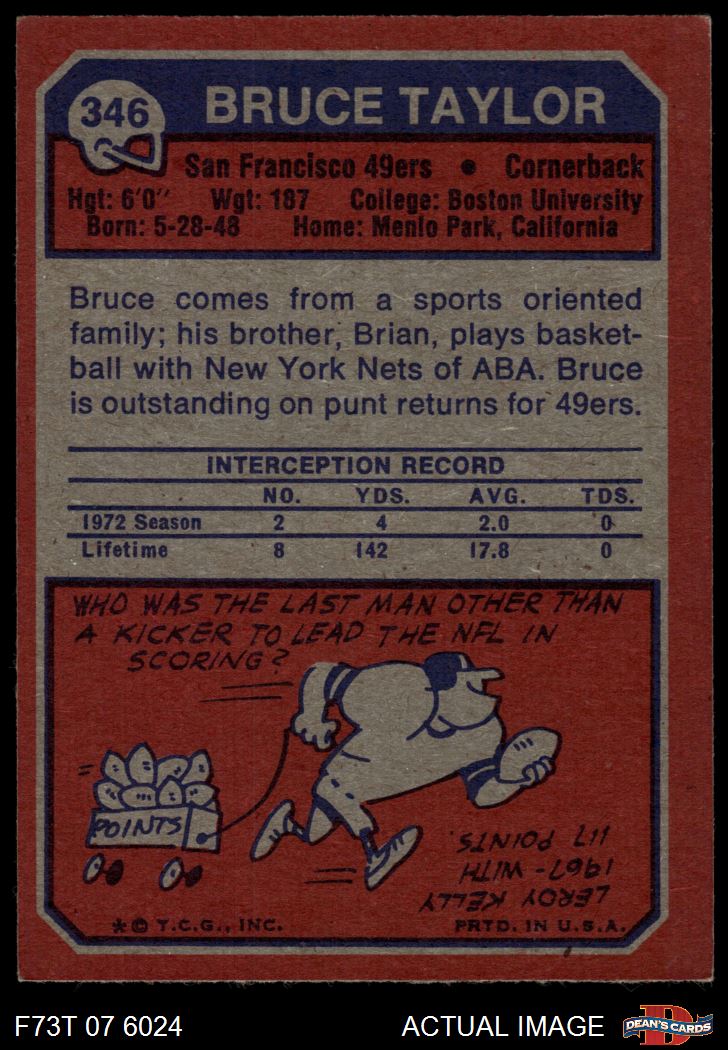 346
BRUCE TAYLOR
San Francisco 49ers • Cornerback
Hgt: 6'0" Wgt: 187 College: Boston University
Born: 5-28-48 Home: Menlo Park, California
Bruce comes from a sports oriented
family; his brother, Brian, plays basket-
ball with New York Nets of ABA. Bruce
is outstanding on punt returns for 49ers.
INTERCEPTION RECORD
NO. YDS. AVG. TDS.
1972 Season 2 4 2.0 0
Lifetime 8 142 17.8 0
WHO WAS THE LAST MAN OTHER THAN
A KICKER TO LEAD THE NFL IN
SCORING?
POINTS
LEROY KELLY
1967-WITH
117 POINTS.
*© T.C.G., INC. PRTD. IN U.S.A.
F73T 07 6024 ACTUAL IMAGE
D
DEAN'S CARDS